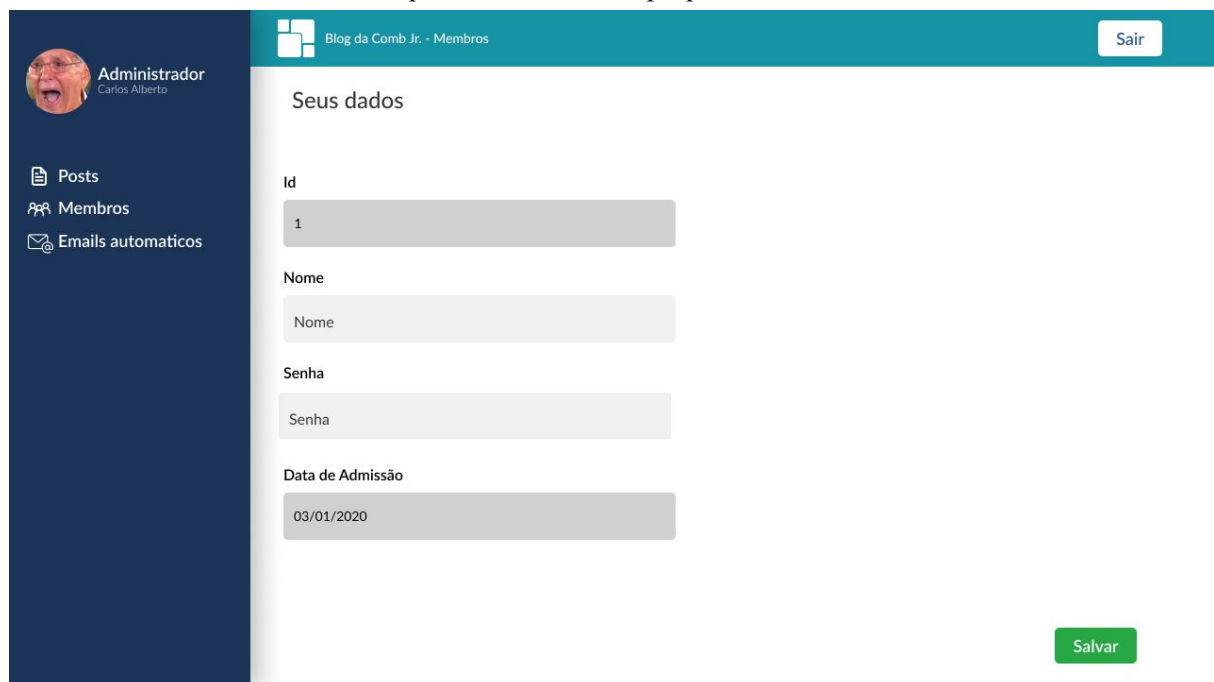 Blog da Comb Jr. - Membros
Sair
Administrador
Carlos Alberto
Posts
Membros
Emails automaticos
Seus dados
Id
1
Nome
Nome
Senha
Senha
Data de Admissão
03/01/2020
Salvar